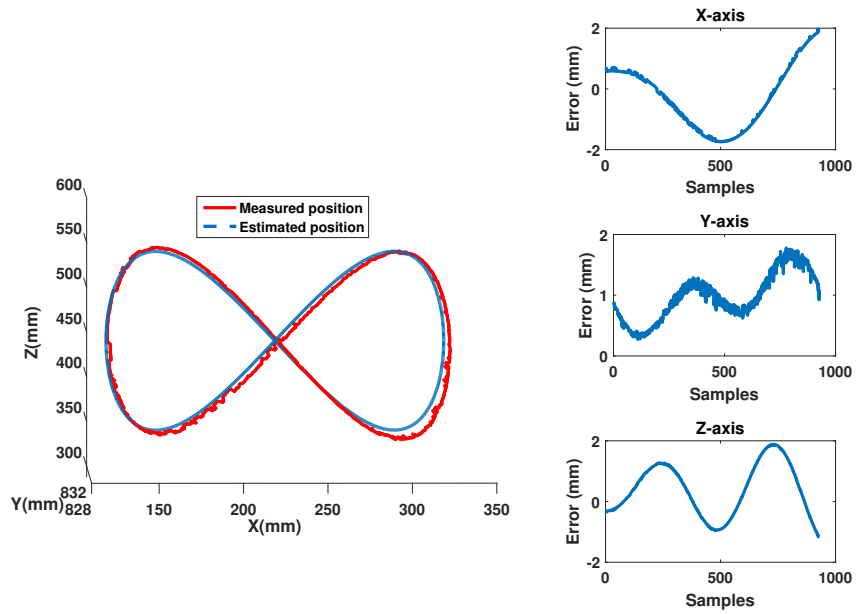 600
550
500
450
400
350
300
Z(mm)
Measured position
Estimated position
Y(mm)
832
828
150
200
250
300
350
X(mm)
X-axis
Error (mm)
2
0
-2
0
500
1000
Samples
Y-axis
Error (mm)
2
1
0
0
500
1000
Samples
Z-axis
Error (mm)
2
0
-2
0
500
1000
Samples